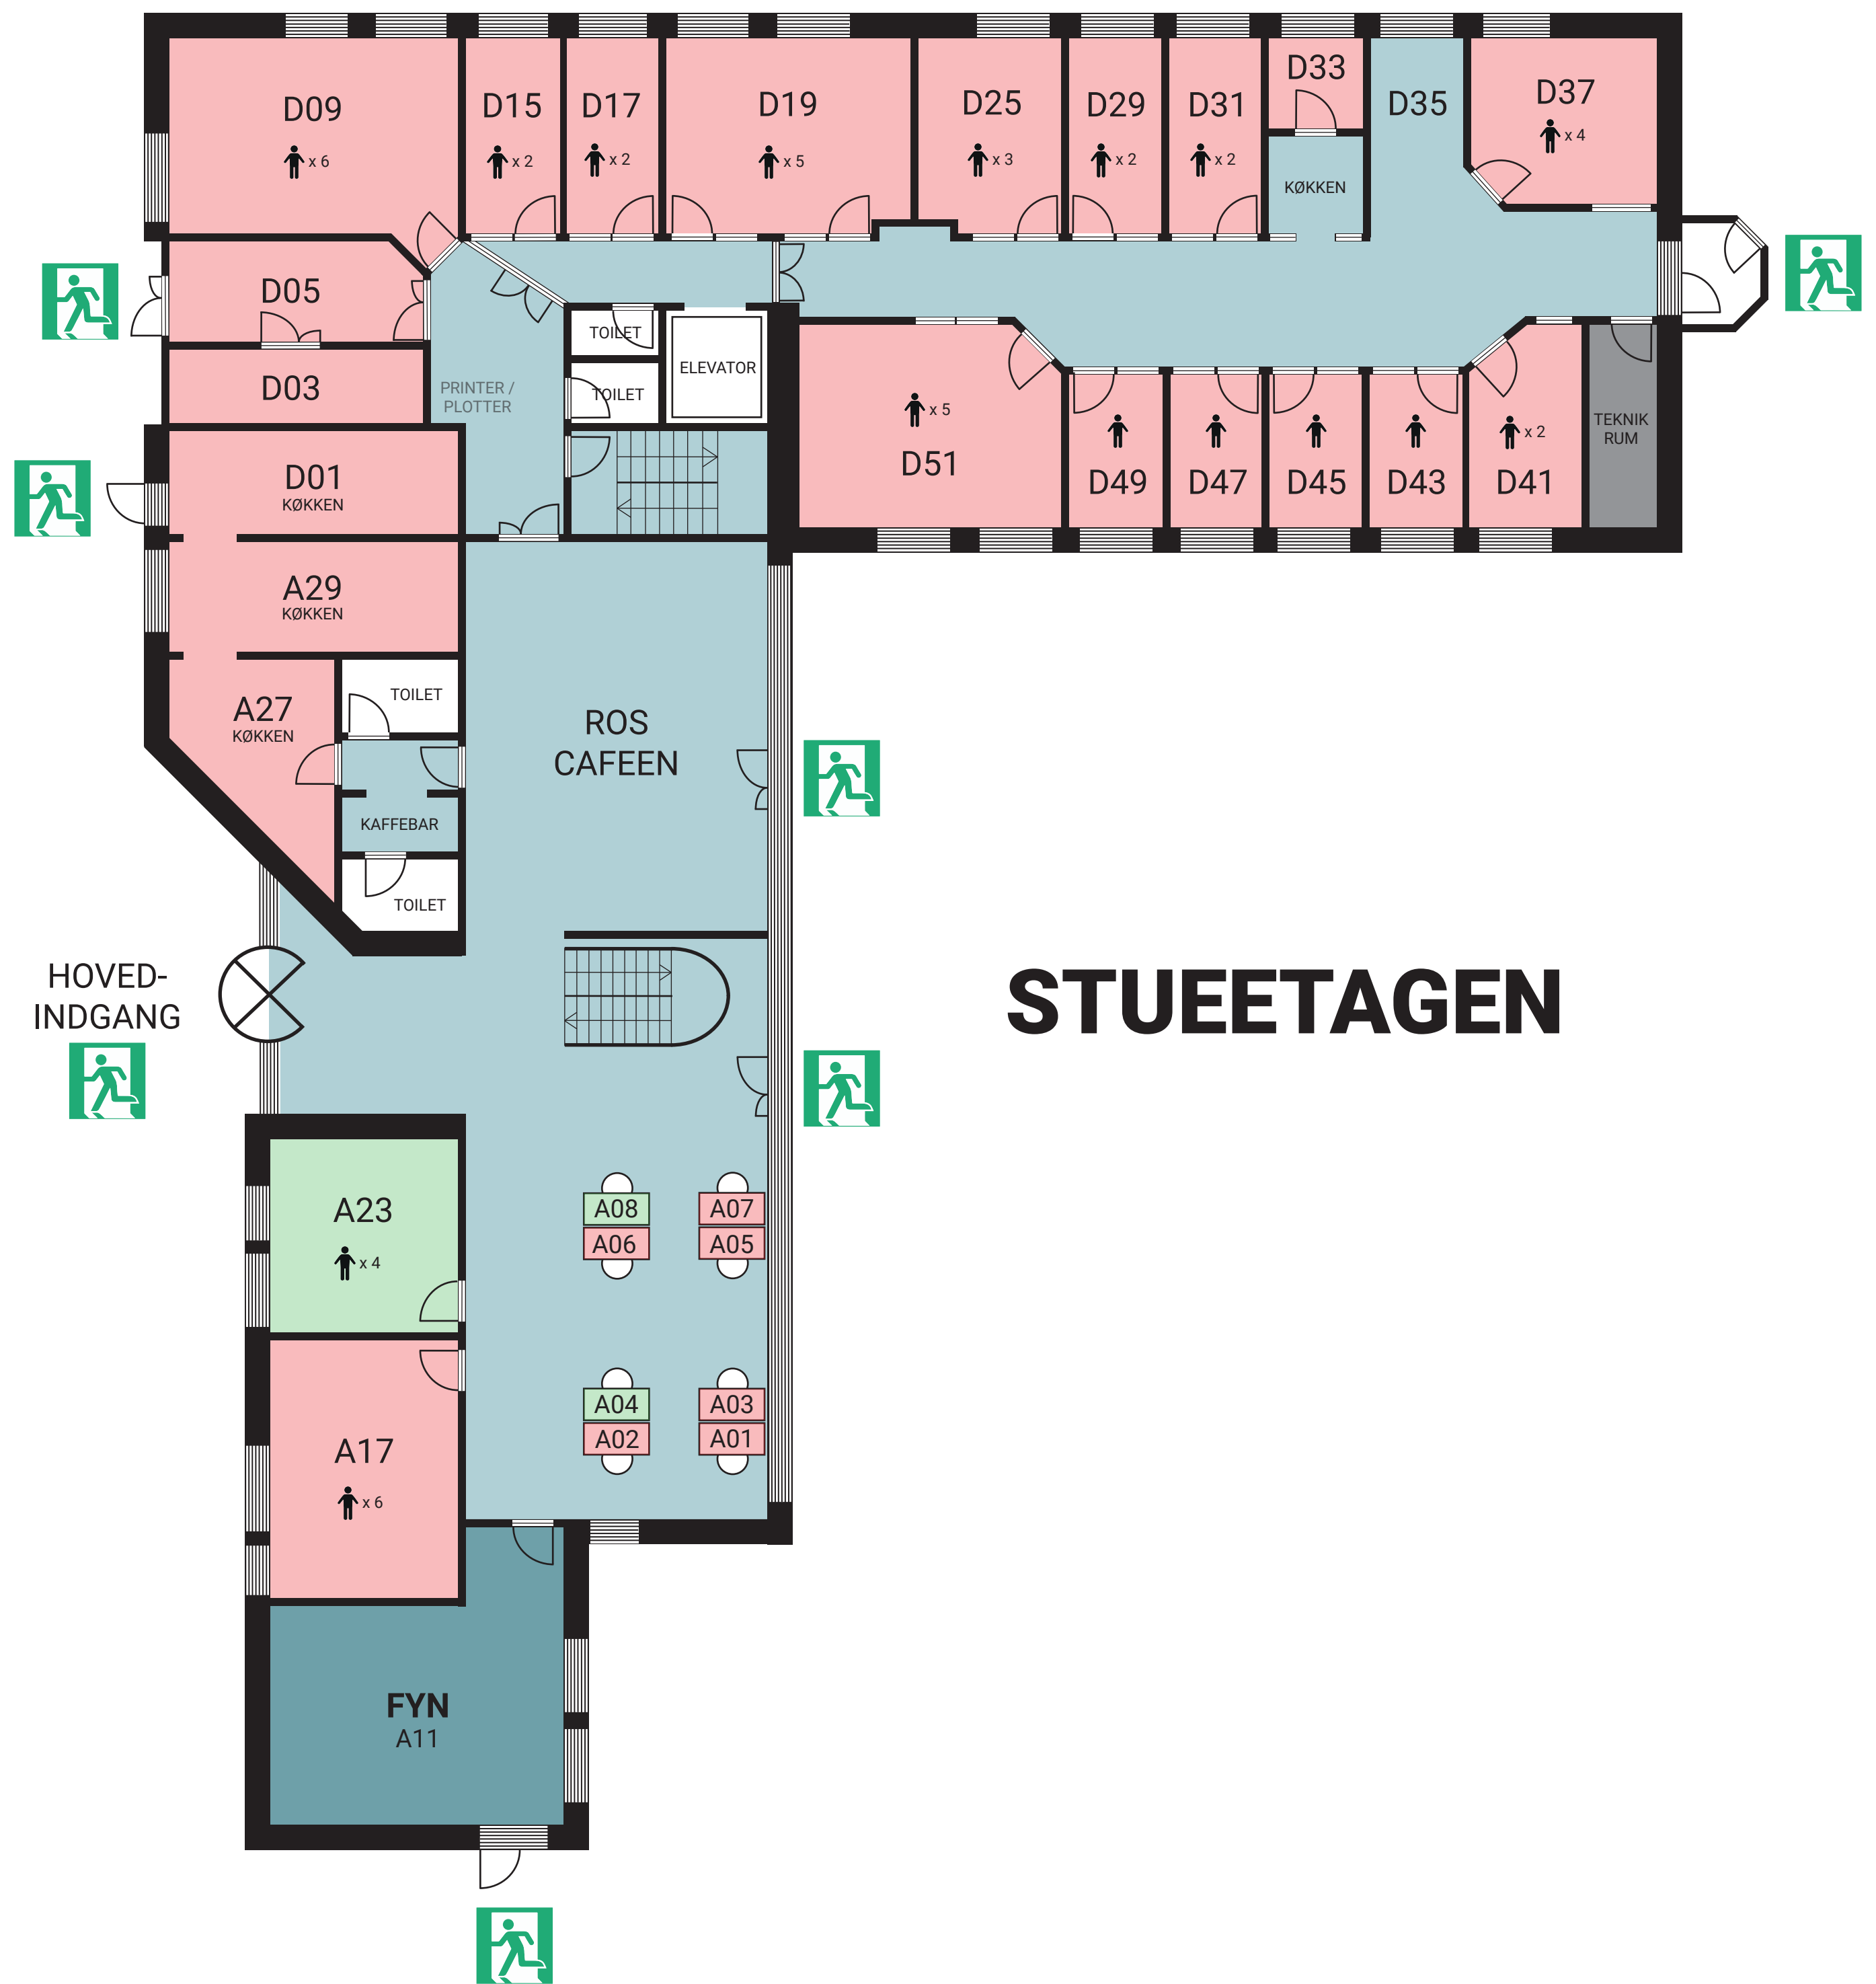 D09
x 6
D15
x 2
D17
x 2
D19
x 5
D25
x 3
D29
x 2
D31
x 2
D33
KØKKEN
D35
D37
x 4
D05
D03
PRINTER /
PLOTTER
TOILET
TOILET
ELEVATOR
x 5
D51
D49
D47
D45
D43
x 2
D41
TEKNIK
RUM
D01
KØKKEN
A29
KØKKEN
A27
KØKKEN
TOILET
KAFFEBAR
TOILET
ROS
CAFEEN
HOVED-
INDGANG
STUEETAGEN
A23
x 4
A08
A06
A07
A05
A17
x 6
A04
A02
A03
A01
FYN
A11